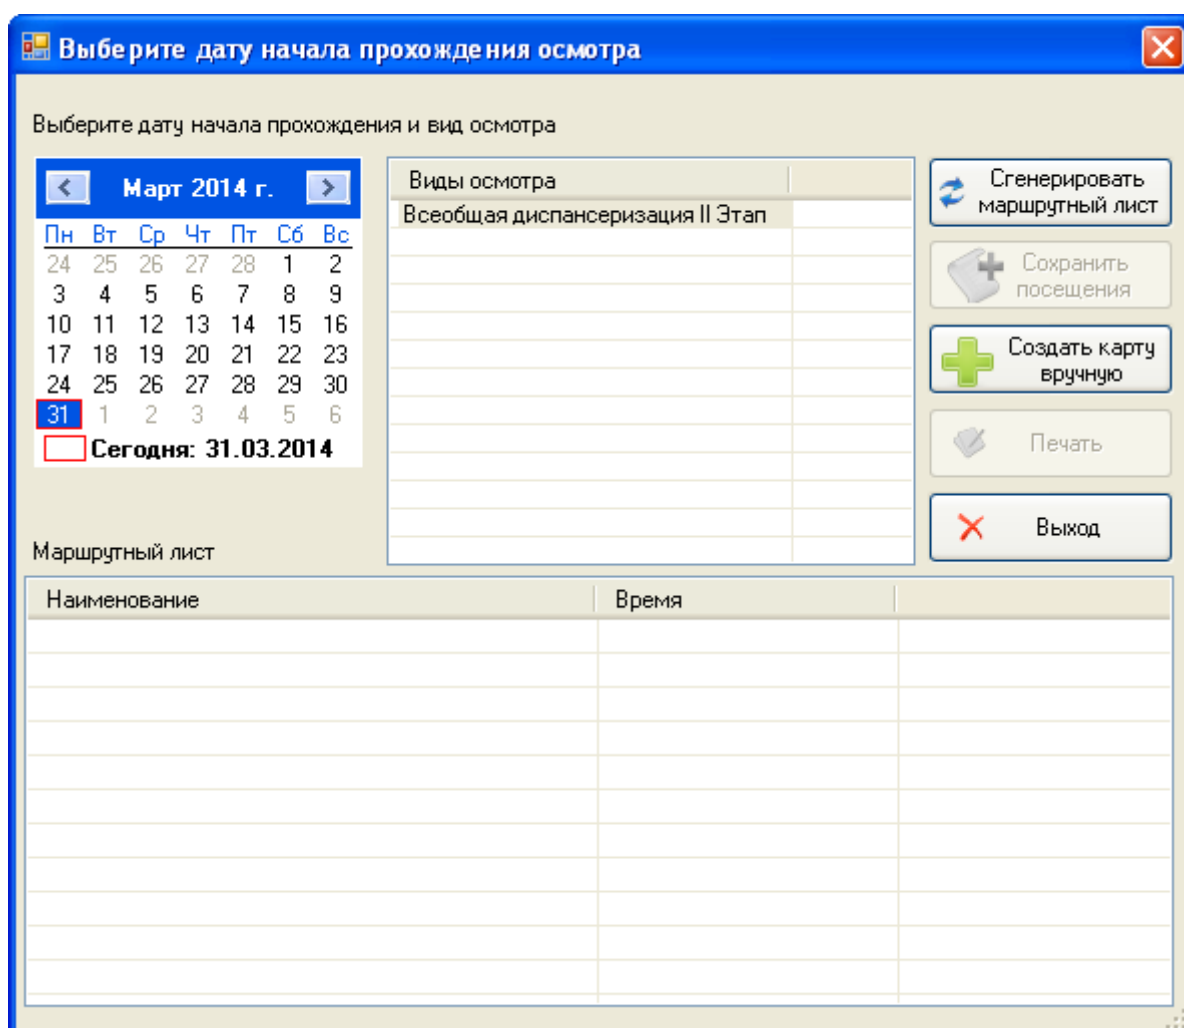 Выберите дату начала прохождения осмотра
Выберите дату начала прохождения и вид осмотра
Март 2014 г.
Пн Вт Ср Чт Пт Сб Вс
24 25 26 27 28 1 2
3 4 5 6 7 8 9
10 11 12 13 14 15 16
17 18 19 20 21 22 23
24 25 26 27 28 29 30
31 1 2 3 4 5 6
Сегодня: 31.03.2014
Виды осмотра
Всеобщая диспансеризация II Этап
Сгенерировать
маршрутный лист
Сохранить
посещения
Создать карту
вручную
Печать
Выход
Маршрутный лист
Наименование Время